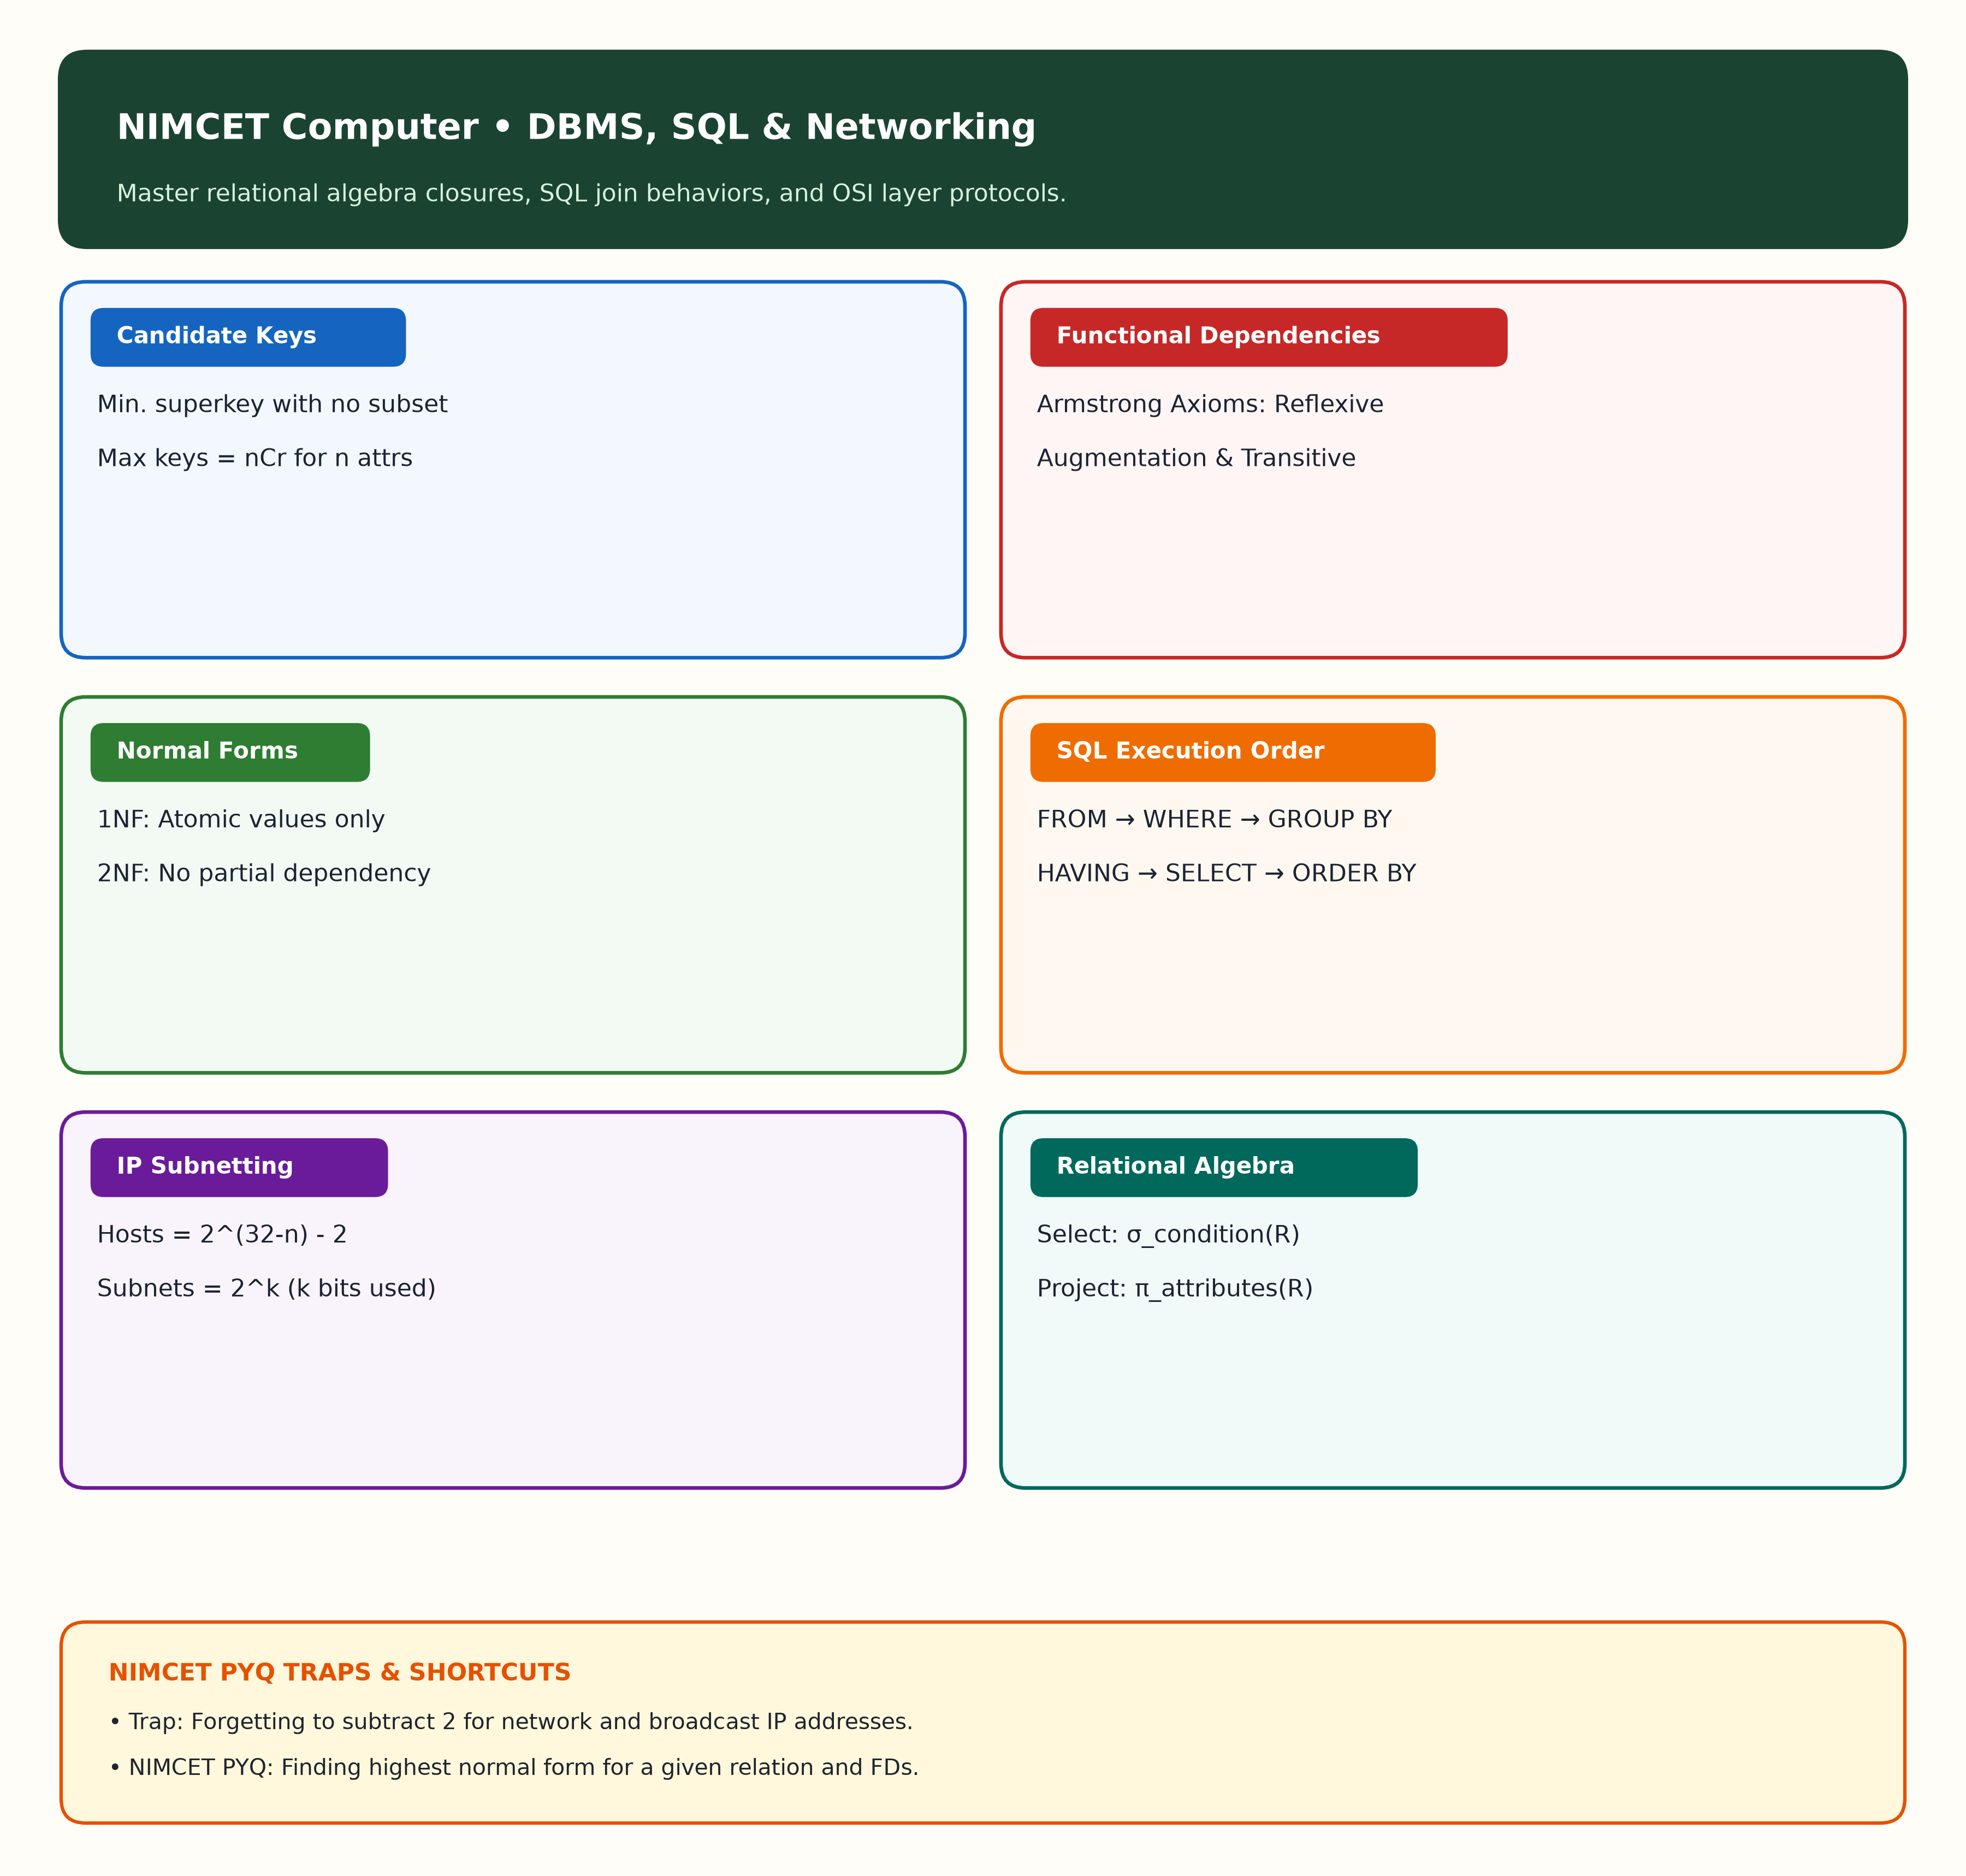 NIMCET Computer • DBMS, SQL & Networking
Master relational algebra closures, SQL join behaviors, and OSI layer protocols.
Candidate Keys
Min. superkey with no subset
Max keys = nCr for n attrs
Functional Dependencies
Armstrong Axioms: Reflexive
Augmentation & Transitive
Normal Forms
1NF: Atomic values only
2NF: No partial dependency
SQL Execution Order
FROM → WHERE → GROUP BY
HAVING → SELECT → ORDER BY
IP Subnetting
Hosts = 2^(32-n) - 2
Subnets = 2^k (k bits used)
Relational Algebra
Select: σ_condition(R)
Project: π_attributes(R)
NIMCET PYQ TRAPS & SHORTCUTS
• Trap: Forgetting to subtract 2 for network and broadcast IP addresses.
• NIMCET PYQ: Finding highest normal form for a given relation and FDs.